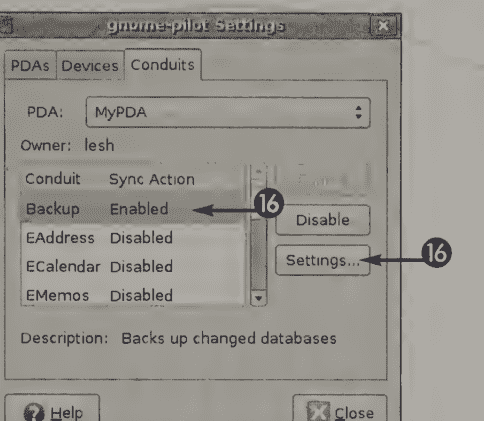 gnome-pilot Settings
PDAs Devices Conduits
PDA: MyPDA
Owner: lesh
Conduit Sync Action
Backup Enabled 16
Disable
EAddress Disabled
Settings... 16
ECalendar Disabled
EMemos Disabled
Description: Backs up changed databases
Help Close